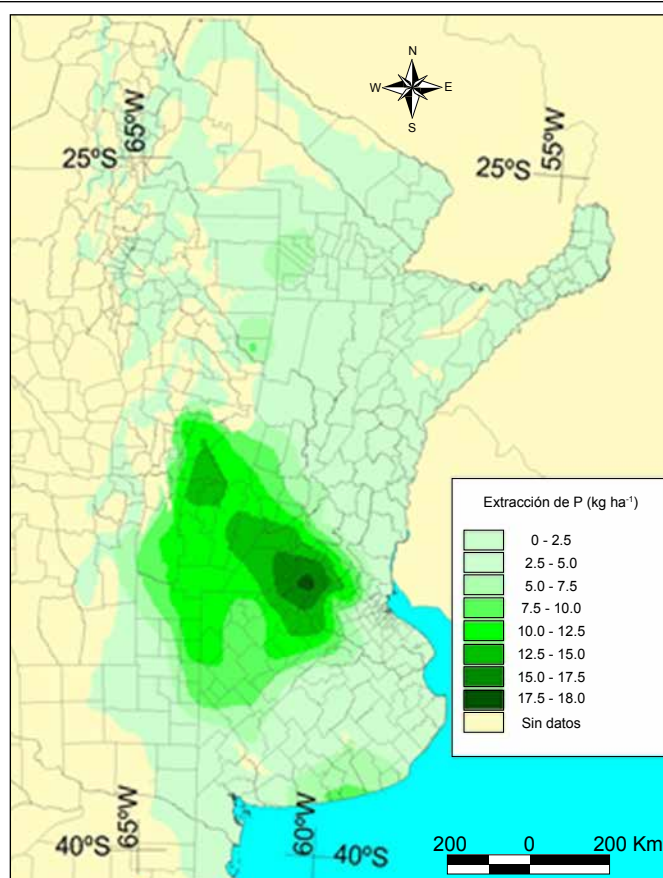 N
W E
S
65ºW
25ºS
55ºW
25ºS
Extracción de P (kg ha⁻¹)
0 - 2.5
2.5 - 5.0
5.0 - 7.5
7.5 - 10.0
10.0 - 12.5
12.5 - 15.0
15.0 - 17.5
17.5 - 18.0
Sin datos
65ºW
40ºS
60ºW
40ºS
200 0 200 Km